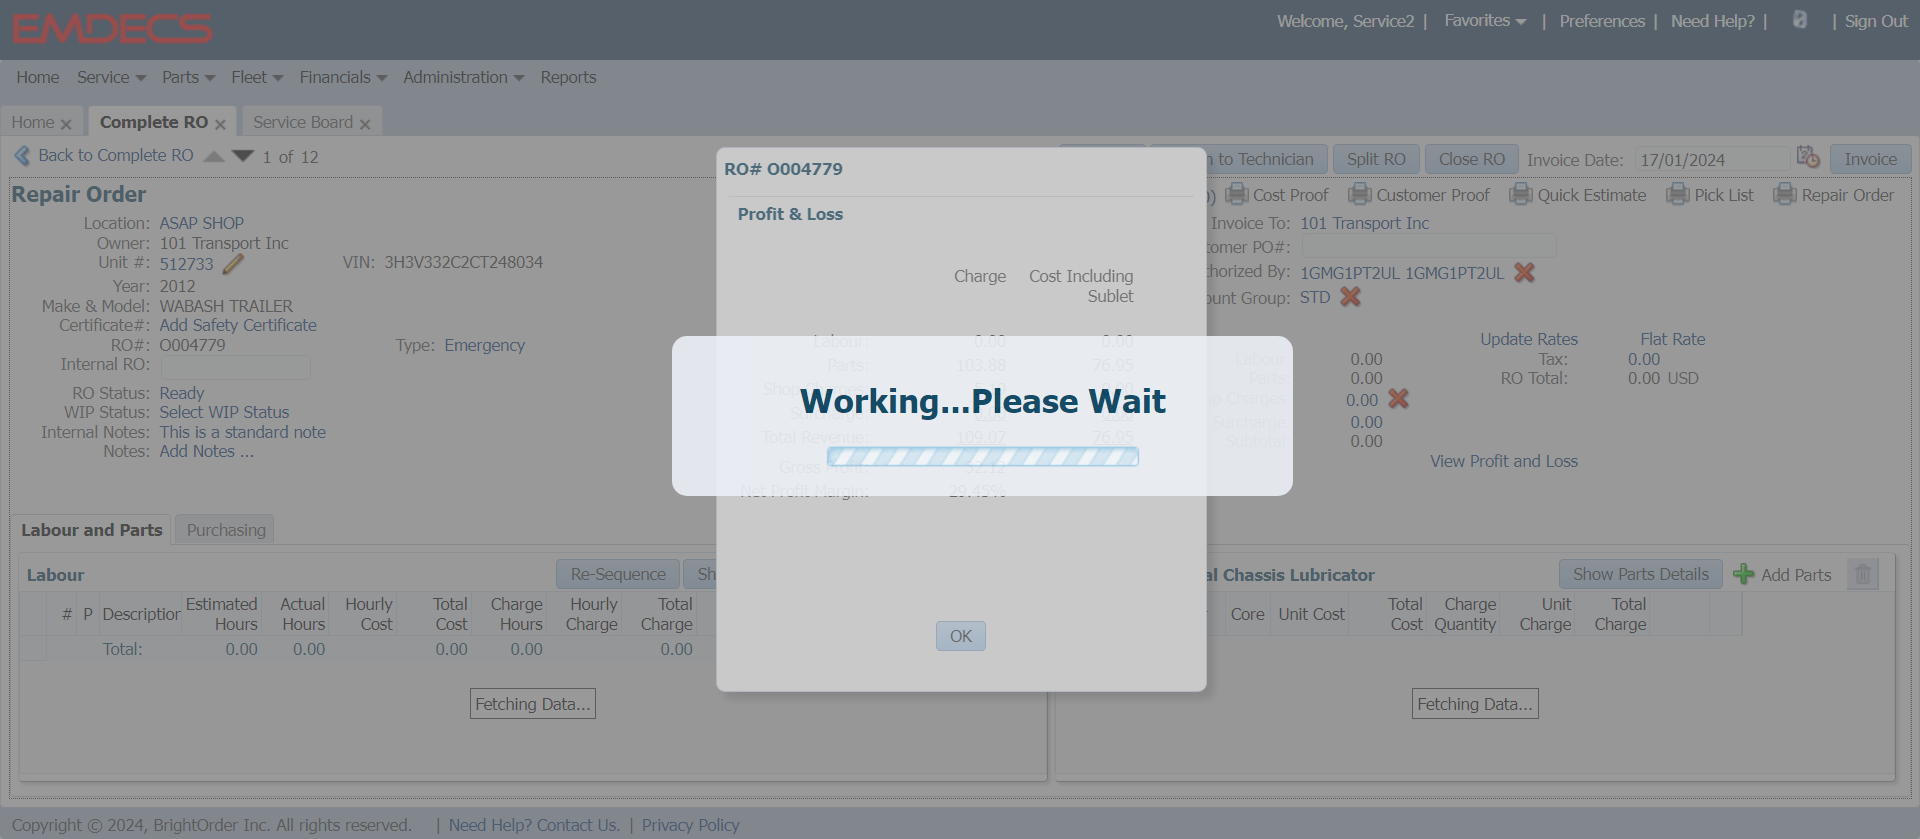 EMDECS
Welcome, Service2 | Favorites | Preferences | Need Help? | | Sign Out
Home Service Parts Fleet Financials Administration Reports
Home Complete RO Service Board
Back to Complete RO 1 of 12
to Technician Split RO Close RO Invoice Date: 17/01/2024 Invoice
Repair Order
Cost Proof Customer Proof Quick Estimate Pick List Repair Order
Location: ASAP SHOP
Owner: 101 Transport Inc
Unit #: 512733 VIN: 3H3V332C2CT248034
Year: 2012
Make & Model: WABASH TRAILER
Certificate#: Add Safety Certificate
RO#: O004779 Type: Emergency
Internal RO:
RO Status: Ready
WIP Status: Select WIP Status
Internal Notes: This is a standard note
Notes: Add Notes ...
Invoice To: 101 Transport Inc
tomer PO#:
thorized By: 1GMG1PT2UL 1GMG1PT2UL
ount Group: STD
Update Rates Flat Rate
Labour: 0.00 Tax: 0.00
Parts: 0.00 RO Total: 0.00 USD
op Charges: 0.00
Surcharge: 0.00
Subtotal: 0.00
View Profit and Loss
RO# O004779
Profit & Loss
Charge Cost Including
Sublet
Labour: 0.00 0.00
Parts: 103.88 76.95
Shop Charges:
Working...Please Wait
Total Revenue: 109.07 76.95
Gross Profit: 32.12
Net Profit Margin: 29.45%
OK
Labour and Parts Purchasing
Labour Re-Sequence Sh
# P Description Estimated Hours Actual Hours Hourly Cost Total Cost Charge Hours Hourly Charge Total Charge
Total: 0.00 0.00 0.00 0.00 0.00
Fetching Data...
al Chassis Lubricator Show Parts Details Add Parts
Core Unit Cost Total Cost Charge Quantity Unit Charge Total Charge
Fetching Data...
Copyright © 2024, BrightOrder Inc. All rights reserved. | Need Help? Contact Us. | Privacy Policy